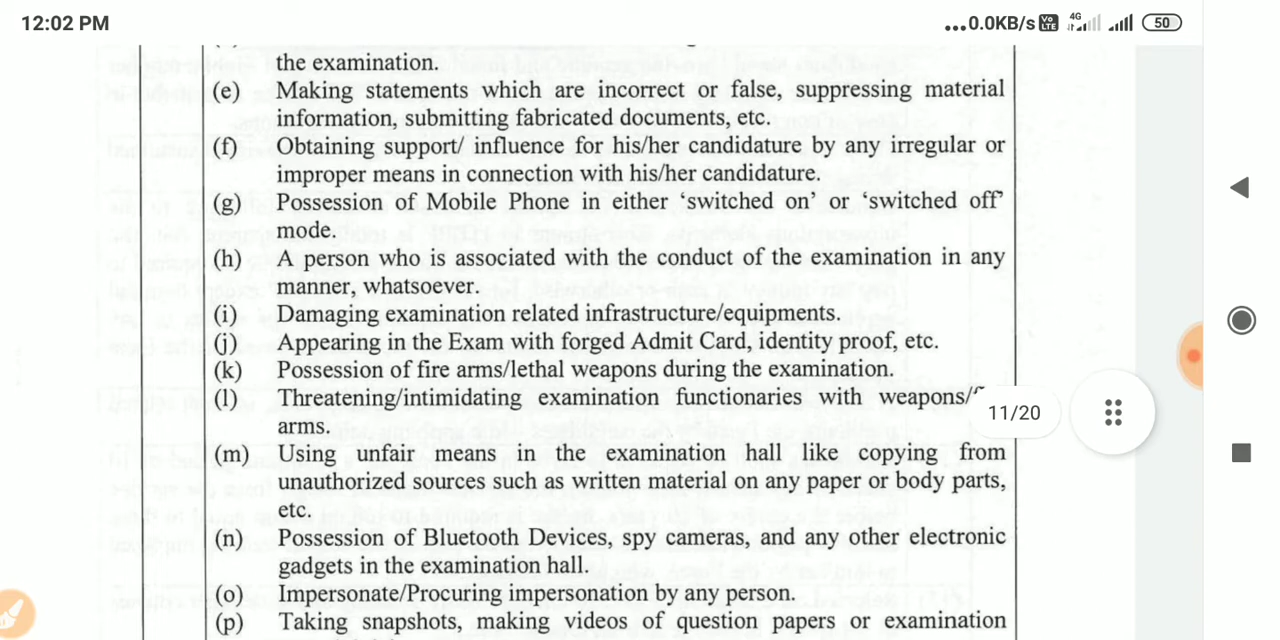 12:02 PM
...0.0KB/s Vo LTE 4G 50
the examination.
(e) Making statements which are incorrect or false, suppressing material
information, submitting fabricated documents, etc.
(f) Obtaining support/ influence for his/her candidature by any irregular or
improper means in connection with his/her candidature.
(g) Possession of Mobile Phone in either ‘switched on’ or ‘switched off’
mode.
(h) A person who is associated with the conduct of the examination in any
manner, whatsoever.
(i) Damaging examination related infrastructure/equipments.
(j) Appearing in the Exam with forged Admit Card, identity proof, etc.
(k) Possession of fire arms/lethal weapons during the examination.
(l) Threatening/intimidating examination functionaries with weapons/
11/20
arms.
(m) Using unfair means in the examination hall like copying from
unauthorized sources such as written material on any paper or body parts,
etc.
(n) Possession of Bluetooth Devices, spy cameras, and any other electronic
gadgets in the examination hall.
(o) Impersonate/Procuring impersonation by any person.
(p) Taking snapshots, making videos of question papers or examination